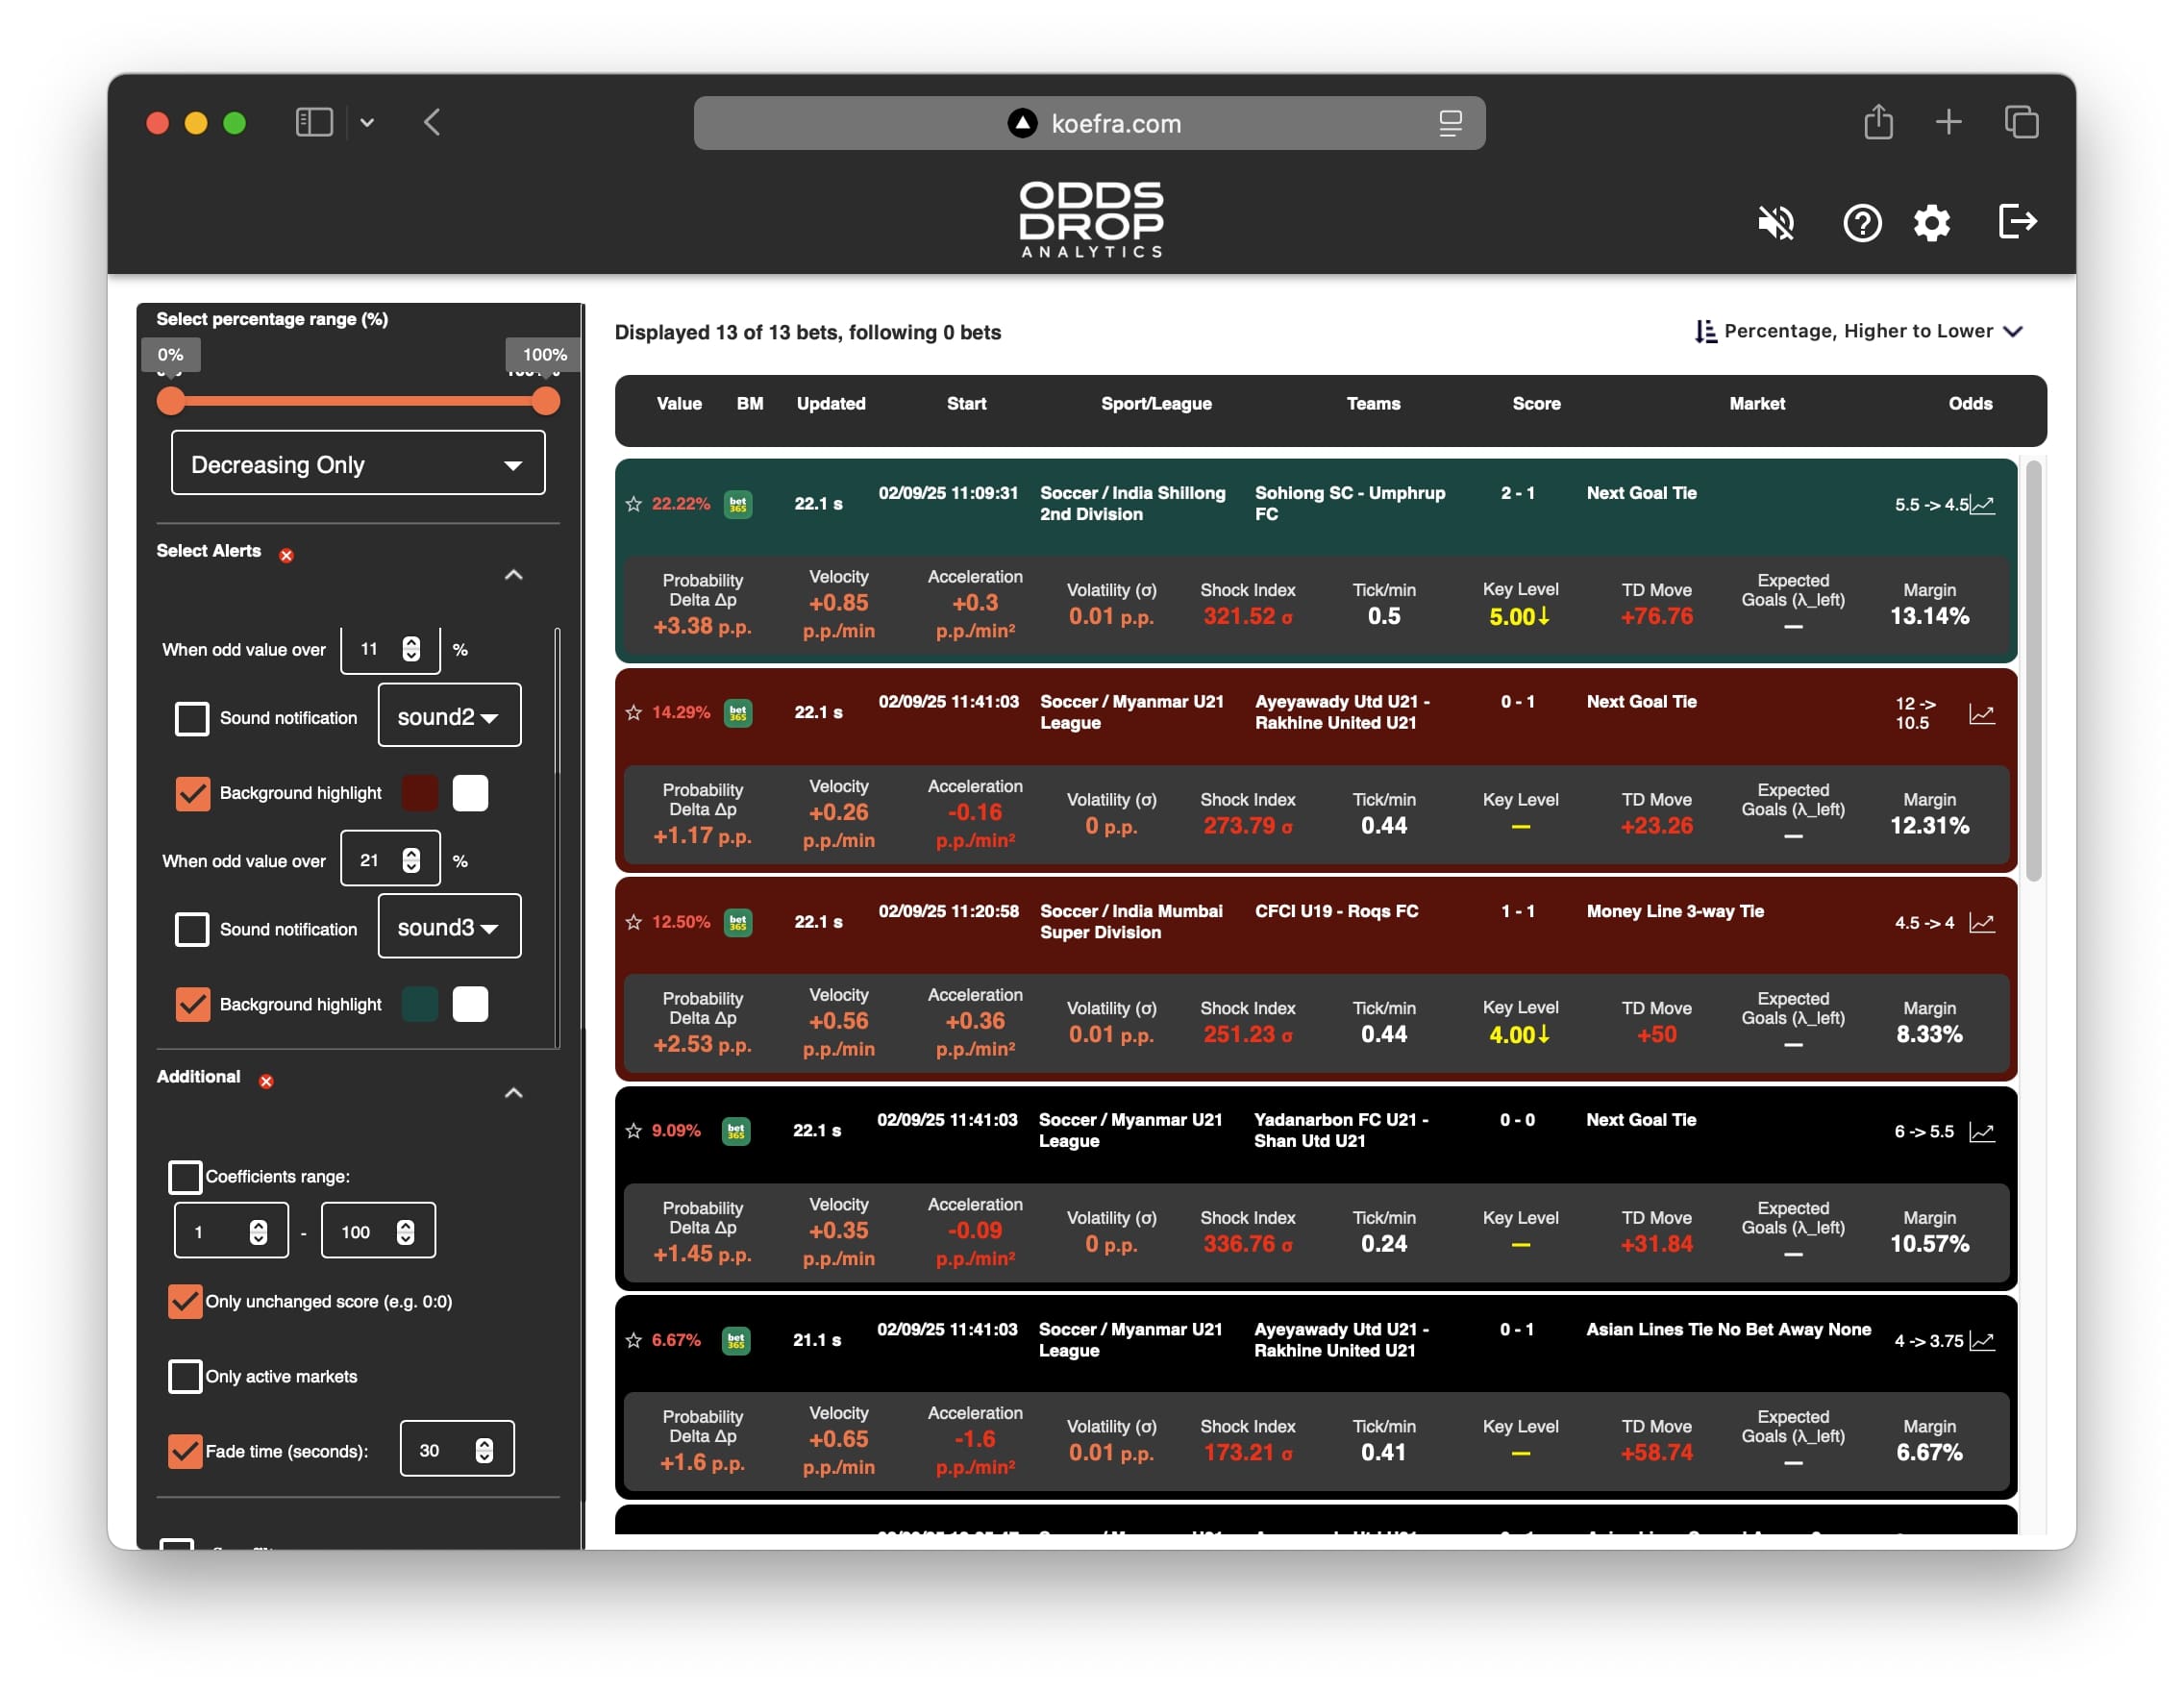 koefra.com
ODDS
DROP
ANALYTICS
Select percentage range (%)
0%
100%
Decreasing Only
Select Alerts
When odd value over 11 %
Sound notification sound2
Background highlight
When odd value over 21 %
Sound notification sound3
Background highlight
Additional
Coefficients range:
1 - 100
Only unchanged score (e.g. 0:0)
Only active markets
Fade time (seconds): 30
Displayed 13 of 13 bets, following 0 bets
Percentage, Higher to Lower
Value BM Updated Start Sport/League Teams Score Market Odds
22.22% bet 365 22.1 s 02/09/25 11:09:31 Soccer / India Shillong 2nd Division Sohlong SC - Umphrup FC 2 - 1 Next Goal Tie 5.5 -> 4.5
Probability Delta Δp Velocity Acceleration Volatility (σ) Shock Index Tick/min Key Level TD Move Expected Goals (λ_left) Margin
+3.38 p.p. +0.85 p.p./min +0.3 p.p./min² 0.01 p.p. 321.52 σ 0.5 5.00↓ +76.76 — 13.14%
14.29% bet 365 22.1 s 02/09/25 11:41:03 Soccer / Myanmar U21 League Ayeyawady Utd U21 - Rakhine United U21 0 - 1 Next Goal Tie 12 -> 10.5
Probability Delta Δp Velocity Acceleration Volatility (σ) Shock Index Tick/min Key Level TD Move Expected Goals (λ_left) Margin
+1.17 p.p. +0.26 p.p./min -0.16 p.p./min² 0 p.p. 273.79 σ 0.44 — +23.26 — 12.31%
12.50% bet 365 22.1 s 02/09/25 11:20:58 Soccer / India Mumbai Super Division CFCI U19 - Roqs FC 1 - 1 Money Line 3-way Tie 4.5 -> 4
Probability Delta Δp Velocity Acceleration Volatility (σ) Shock Index Tick/min Key Level TD Move Expected Goals (λ_left) Margin
+2.53 p.p. +0.56 p.p./min +0.36 p.p./min² 0.01 p.p. 251.23 σ 0.44 4.00↓ +50 — 8.33%
9.09% bet 365 22.1 s 02/09/25 11:41:03 Soccer / Myanmar U21 League Yadanarbon FC U21 - Shan Utd U21 0 - 0 Next Goal Tie 6 -> 5.5
Probability Delta Δp Velocity Acceleration Volatility (σ) Shock Index Tick/min Key Level TD Move Expected Goals (λ_left) Margin
+1.45 p.p. +0.35 p.p./min -0.09 p.p./min² 0 p.p. 336.76 σ 0.24 — +31.84 — 10.57%
6.67% bet 365 21.1 s 02/09/25 11:41:03 Soccer / Myanmar U21 League Ayeyawady Utd U21 - Rakhine United U21 0 - 1 Asian Lines Tie No Bet Away None 4 -> 3.75
Probability Delta Δp Velocity Acceleration Volatility (σ) Shock Index Tick/min Key Level TD Move Expected Goals (λ_left) Margin
+1.6 p.p. +0.65 p.p./min -1.6 p.p./min² 0.01 p.p. 173.21 σ 0.41 — +58.74 — 6.67%